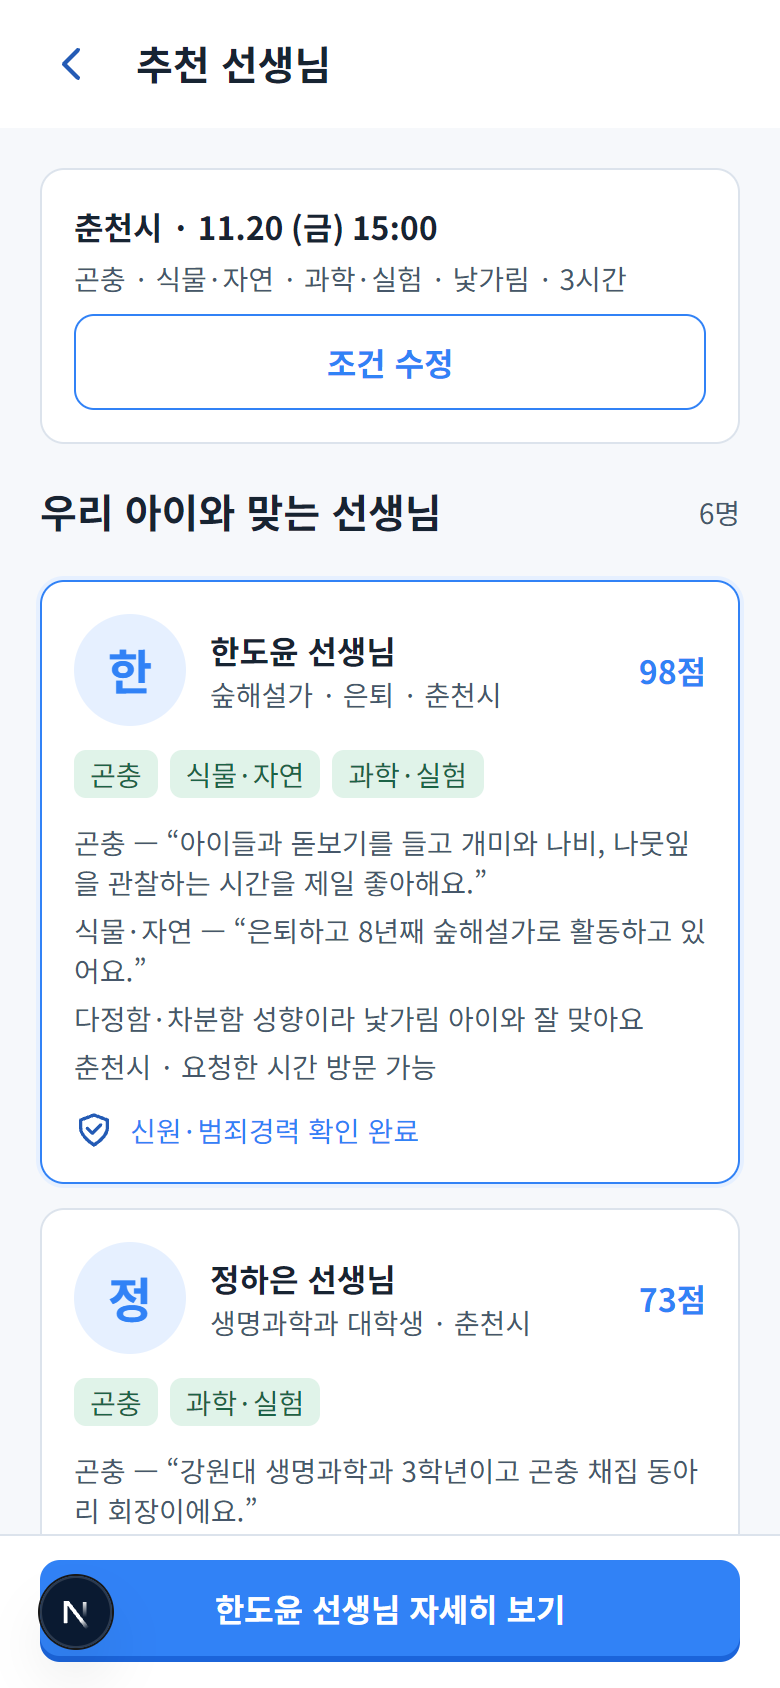 추천 선생님
춘천시 · 11.20 (금) 15:00
곤충 · 식물·자연 · 과학·실험 · 낯가림 · 3시간
조건 수정
우리 아이와 맞는 선생님
6명
한
한도윤 선생님
숲해설가 · 은퇴 · 춘천시
98점
곤충
식물·자연
과학·실험
곤충 — “아이들과 돋보기를 들고 개미와 나비, 나뭇잎
을 관찰하는 시간을 제일 좋아해요.”
식물·자연 — “은퇴하고 8년째 숲해설가로 활동하고 있
어요.”
다정함·차분함 성향이라 낯가림 아이와 잘 맞아요
춘천시 · 요청한 시간 방문 가능
신원·범죄경력 확인 완료
정
정하은 선생님
생명과학과 대학생 · 춘천시
73점
곤충
과학·실험
곤충 — “강원대 생명과학과 3학년이고 곤충 채집 동아
리 회장이에요.”
N
한도윤 선생님 자세히 보기